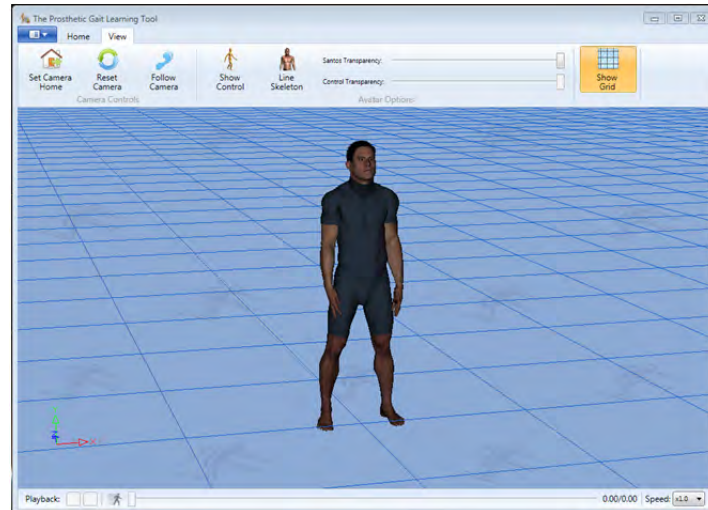 The Prosthetic Gait Learning Tool
Home View
Set Camera Home
Reset Camera
Follow Camera
Camera Controls
Show Control
Line Skeleton
Santos Transparency:
Control Transparency:
Avatar Options
Show Grid
X
Playback:
0.00/0.00 Speed: x1.0